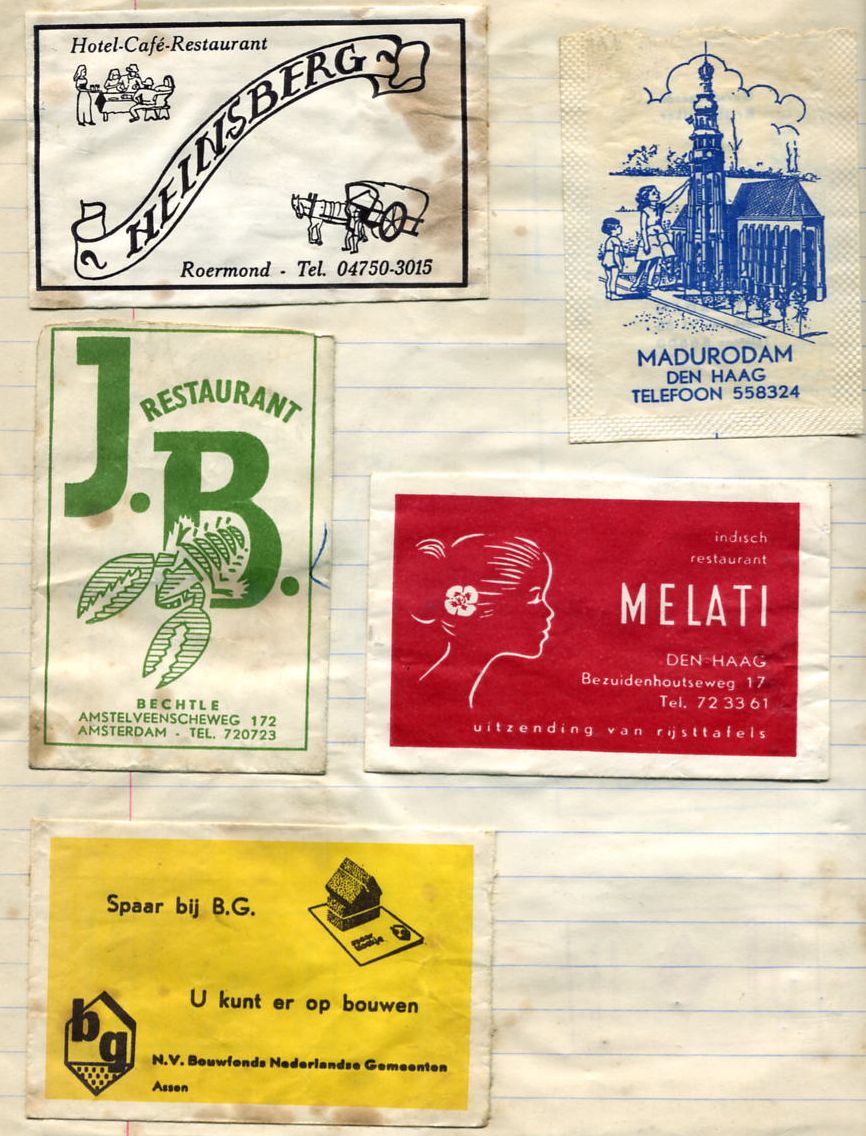 Hotel-Café-Restaurant
HEINSBERG
Roermond - Tel. 04750-3015
MADURODAM
DEN HAAG
TELEFOON 558324
J.B.
RESTAURANT
BECHTLE
AMSTELVEENSCHEWEG 172
AMSTERDAM - TEL. 720723
indisch
restaurant
MELATI
DEN HAAG
Bezuidenhoutseweg 17
Tel. 72 33 61
uitzending van rijsttafels
Spaar bij B.G.
spaar
boekje
U kunt er op bouwen
bg
N.V. Bouwfonds Nederlandse Gemeenten
Assen